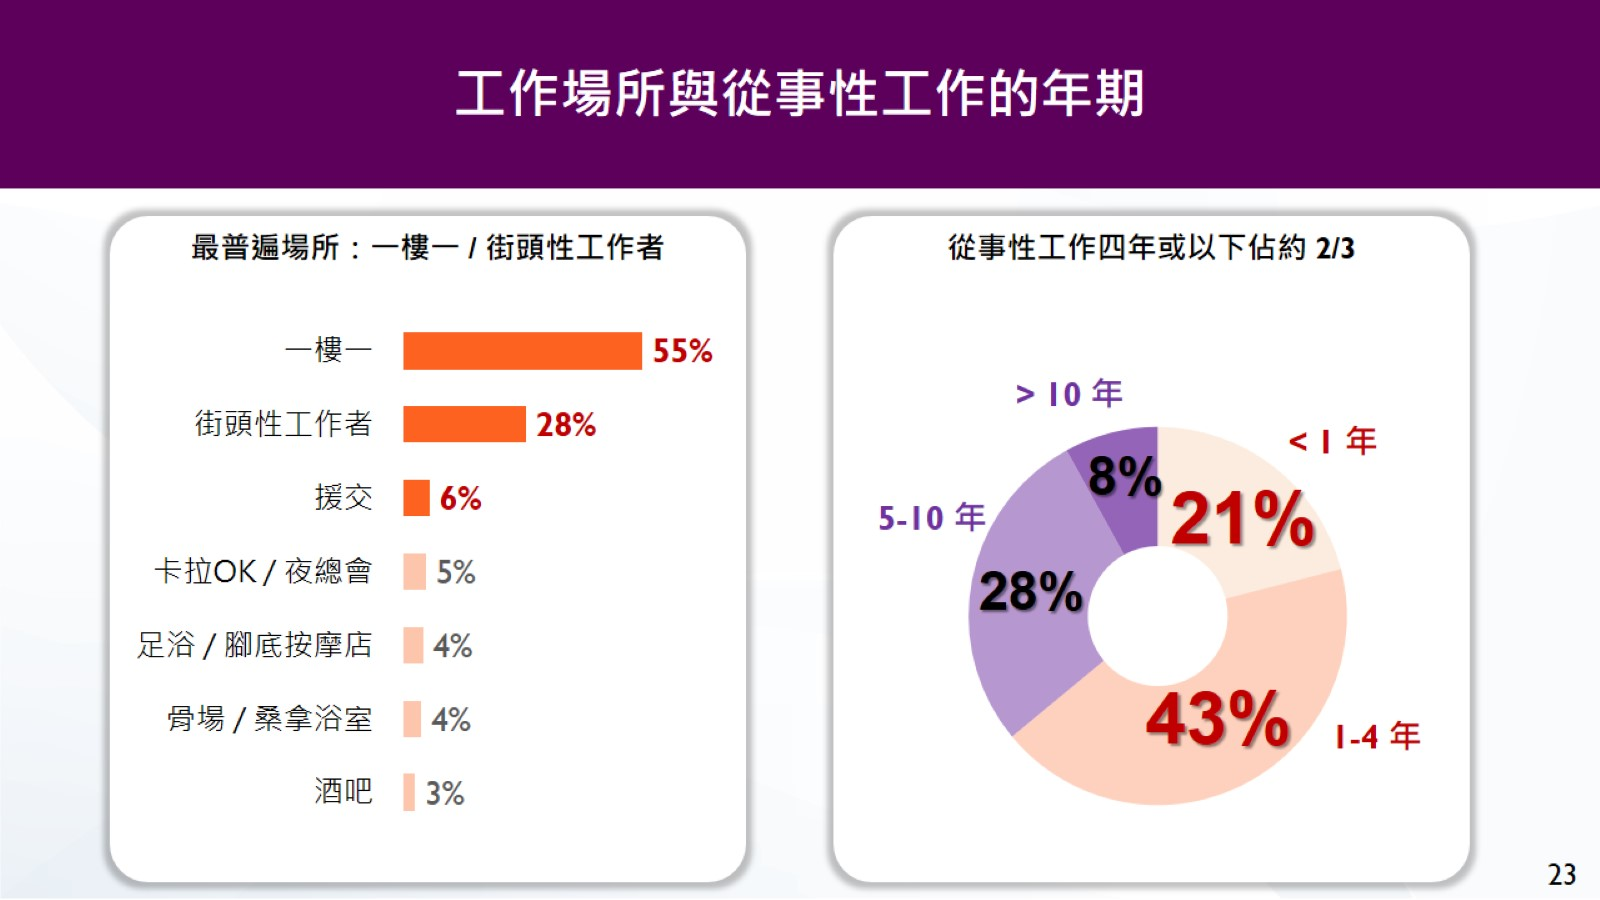 工作場所與從事性工作的年期
最普遍場所：一樓一 / 街頭性工作者
一樓一 55%
街頭性工作者 28%
援交 6%
卡拉OK / 夜總會 5%
足浴 / 腳底按摩店 4%
骨場 / 桑拿浴室 4%
酒吧 3%
從事性工作四年或以下佔約 2/3
> 10 年
8%
< 1 年
21%
5-10 年
28%
43%
1-4 年
23